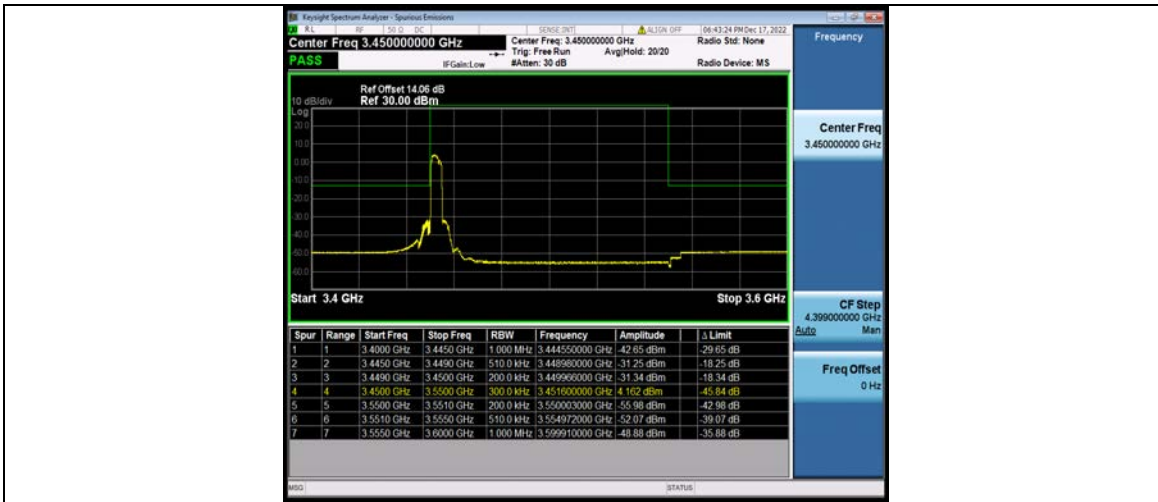 Keysight Spectrum Analyzer - Spurious Emissions
RL RF 50 Ω DC SENSE:INT ALIGN OFF 06:43:24 PM Dec 17, 2022
Center Freq 3.450000000 GHz
Center Freq: 3.450000000 GHz
Radio Std: None
Trig: Free Run Avg|Hold: 20/20
PASS
IFGain:Low #Atten: 30 dB Radio Device: MS
Frequency
Ref Offset 14.06 dB
10 dB/div Ref 30.00 dBm
Log
20.0
10.0
0.00
-10.0
-20.0
-30.0
-40.0
-50.0
-60.0
Start 3.4 GHz Stop 3.6 GHz
Center Freq
3.450000000 GHz
CF Step
4.399000000 GHz
Auto Man
Freq Offset
0 Hz
Spur Range Start Freq Stop Freq RBW Frequency Amplitude Δ Limit
1 1 3.4000 GHz 3.4450 GHz 1.000 MHz 3.444550000 GHz -42.65 dBm -29.65 dB
2 2 3.4450 GHz 3.4490 GHz 510.0 kHz 3.448980000 GHz -31.25 dBm -18.25 dB
3 3 3.4490 GHz 3.4500 GHz 200.0 kHz 3.449966000 GHz -31.34 dBm -18.34 dB
4 4 3.4500 GHz 3.5500 GHz 300.0 kHz 3.451600000 GHz 4.162 dBm -45.84 dB
5 5 3.5500 GHz 3.5510 GHz 200.0 kHz 3.550003000 GHz -55.98 dBm -42.98 dB
6 6 3.5510 GHz 3.5550 GHz 510.0 kHz 3.554972000 GHz -52.07 dBm -39.07 dB
7 7 3.5550 GHz 3.6000 GHz 1.000 MHz 3.599910000 GHz -48.88 dBm -35.88 dB
MSG STATUS